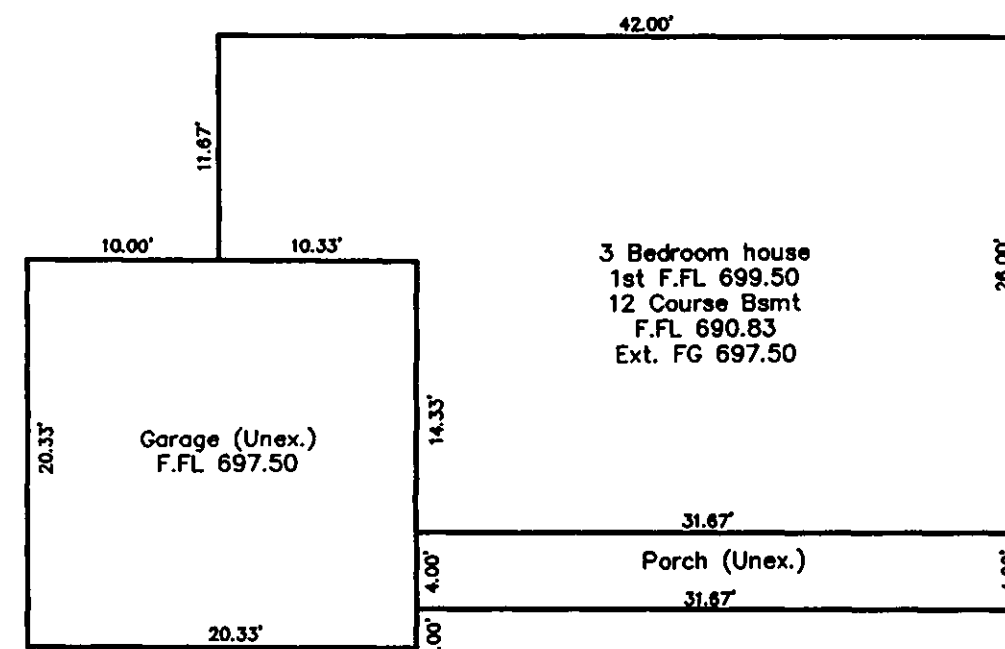 42.00'
11.67'
10.00'
10.33'
3 Bedroom house
1st F.FL 699.50
12 Course Bsmt
F.FL 690.83
Ext. FG 697.50
26.00'
20.33'
Garage (Unex.)
F.FL 697.50
14.33'
31.67'
4.00'
Porch (Unex.)
31.67'
20.33'